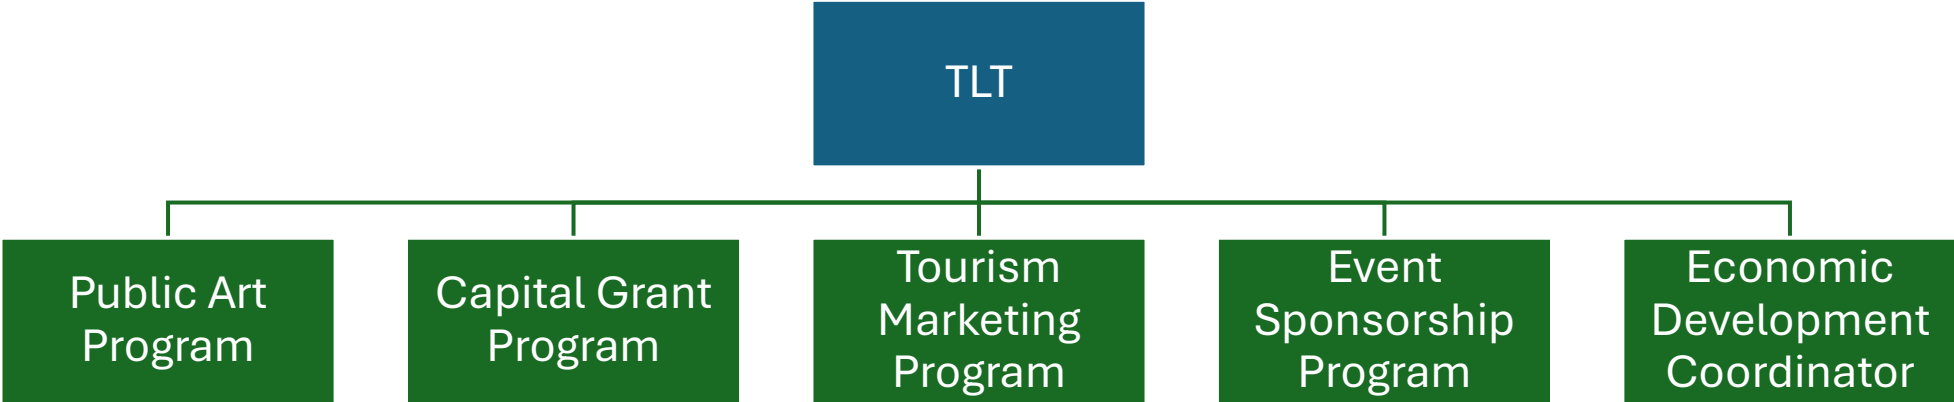 TLT
Public Art
Program
Capital Grant
Program
Tourism
Marketing
Program
Event
Sponsorship
Program
Economic
Development
Coordinator